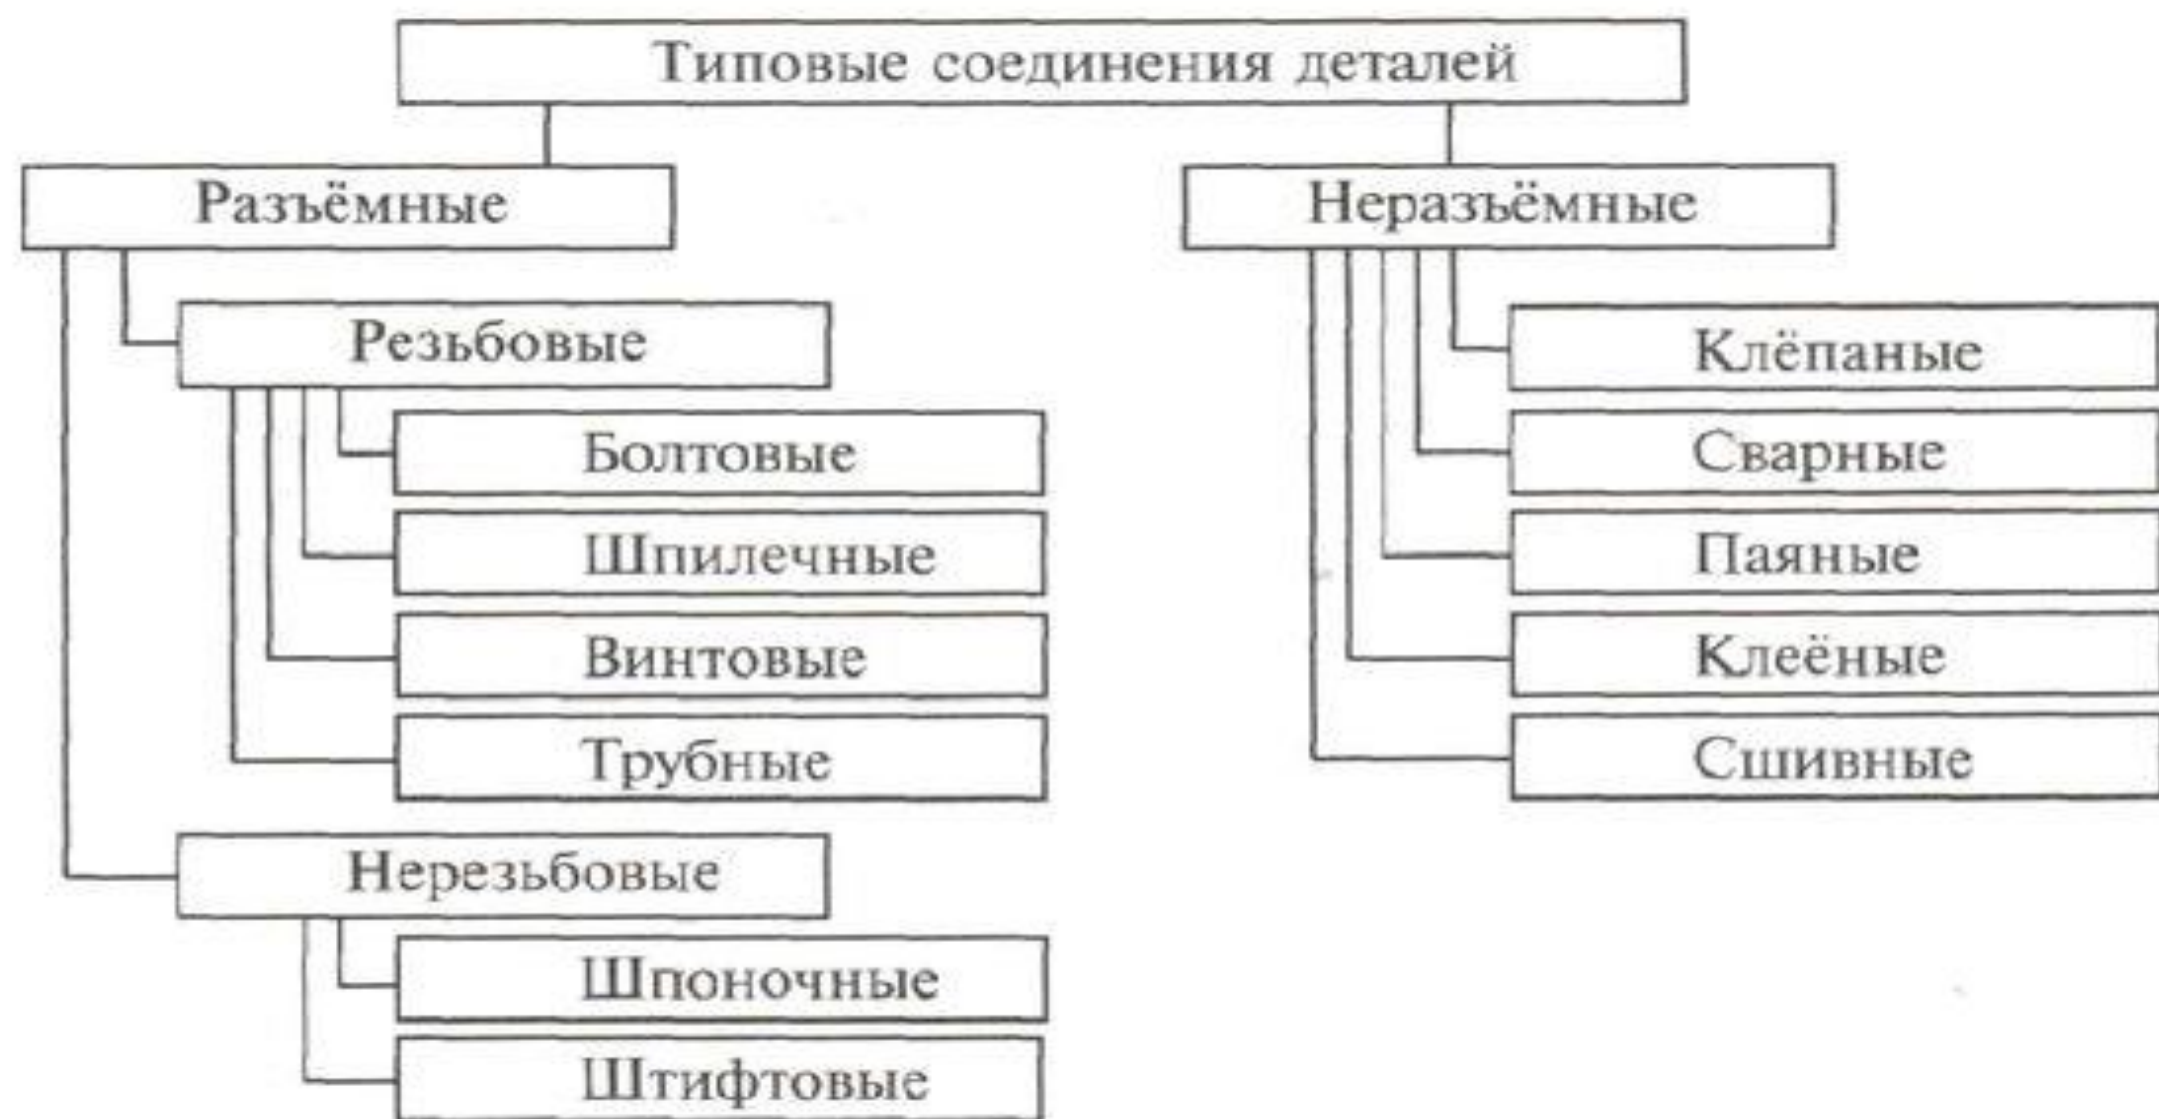 Типовые соединения деталей
Разъёмные
Резьбовые
Болтовые
Шпилечные
Винтовые
Трубные
Нерезьбовые
Шпоночные
Штифтовые
Неразъёмные
Клёпаные
Сварные
Паяные
Клеёные
Сшивные